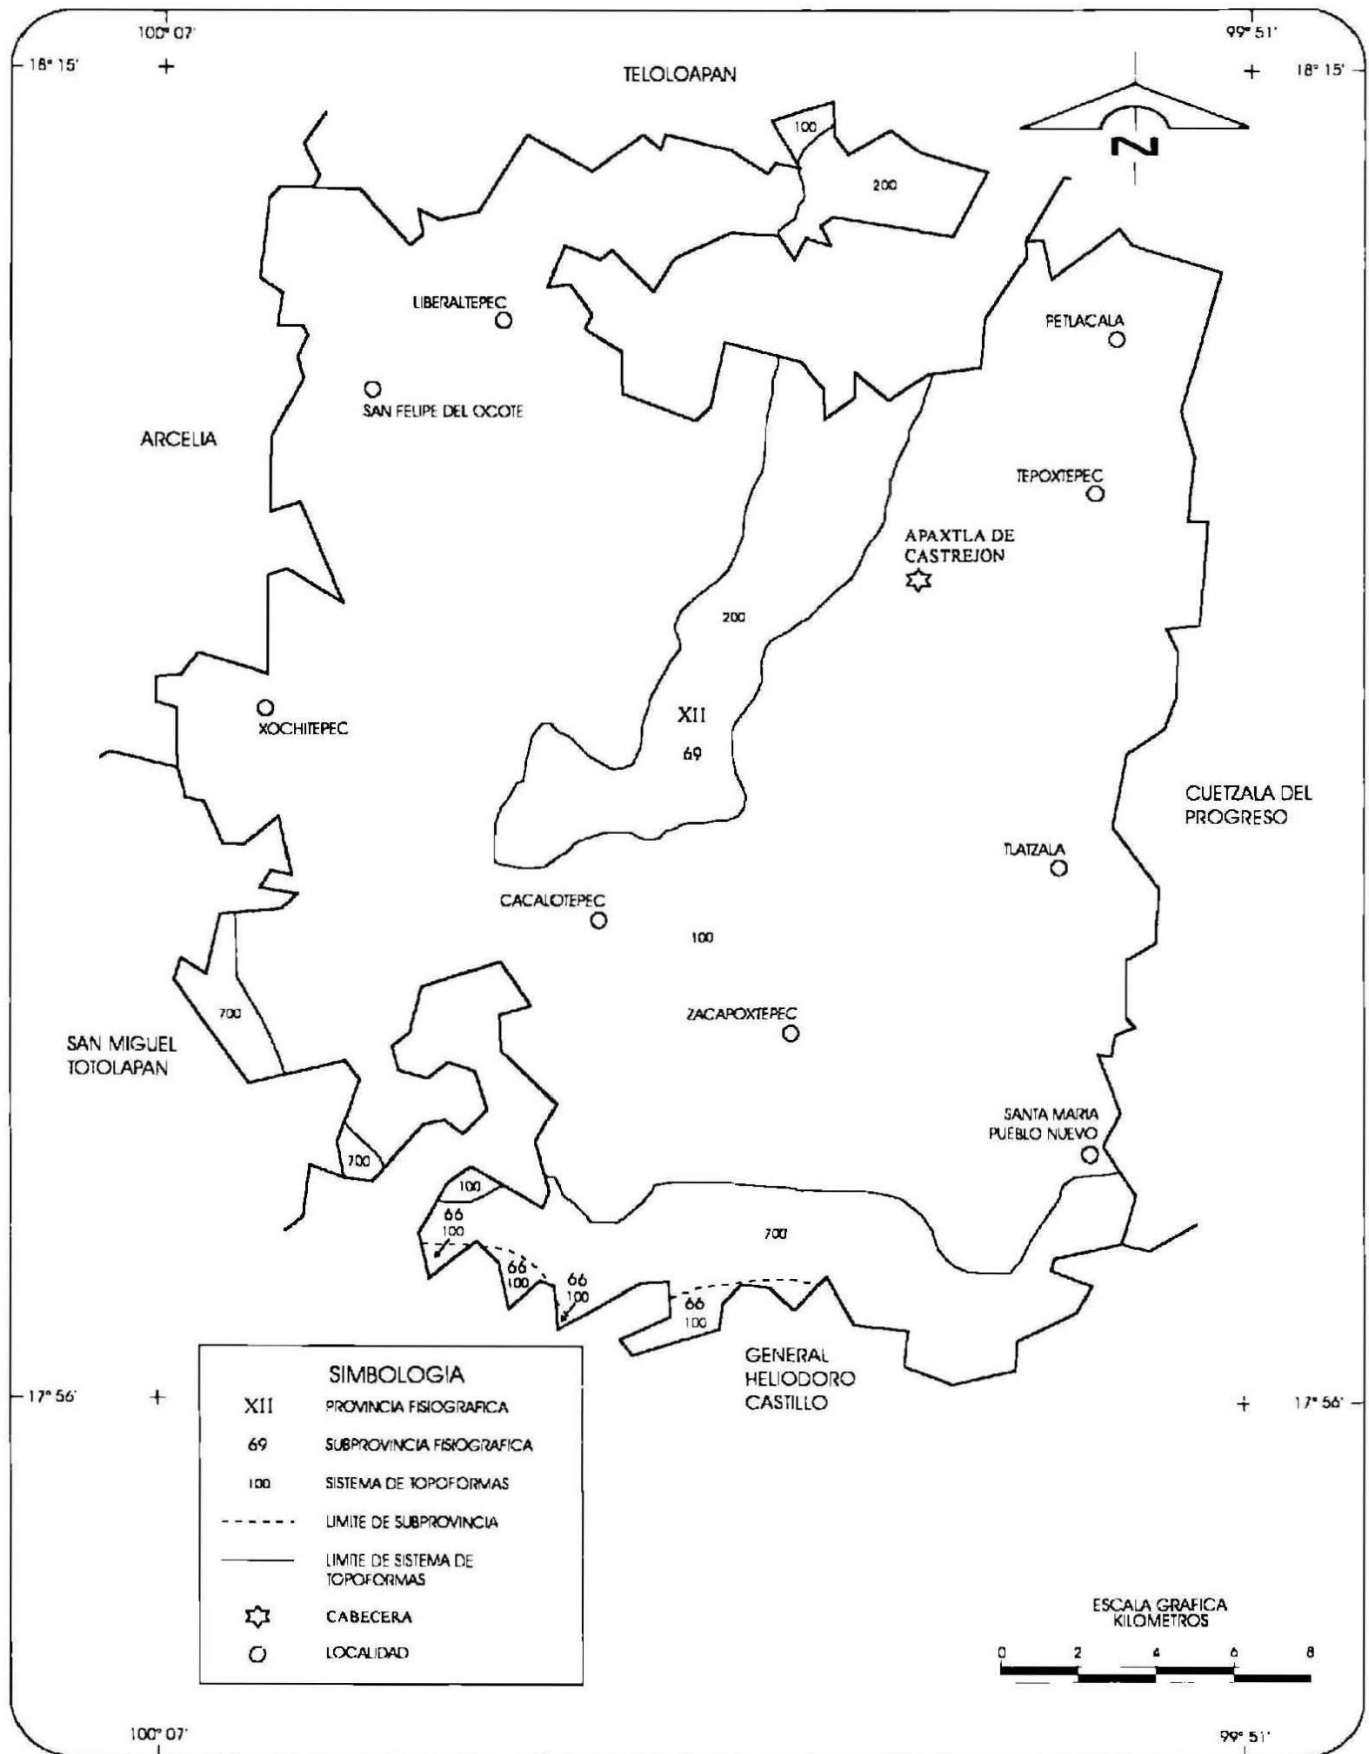 100° 07'
99° 51'
18° 15'
18° 15'
TELOLOAPAN
N
100
200
LIBERALTEPEC
PETLACALA
SAN FELIPE DEL OCOTE
ARCELIA
TEPOXTEPEC
APAXTLA DE
CASTREJON
200
XII
69
XOCHITEPEC
CUETZALA DEL
PROGRESO
TLATZALA
CACALOTEPEC
100
700
ZACAPOXTEPEC
SAN MIGUEL
TOTOLAPAN
SANTA MARIA
PUEBLO NUEVO
700
100
66
100
700
66
100
66
100
66
100
GENERAL
HELIODORO
CASTILLO
17° 56'
17° 56'
SIMBOLOGIA
XII PROVINCIA FISIOGRAFICA
69 SUBPROVINCIA FISIOGRAFICA
100 SISTEMA DE TOPOFORMAS
LIMITE DE SUBPROVINCIA
LIMITE DE SISTEMA DE
TOPOFORMAS
CABECERA
LOCALIDAD
ESCALA GRAFICA
KILOMETROS
0 2 4 6 8
100° 07'
99° 51'